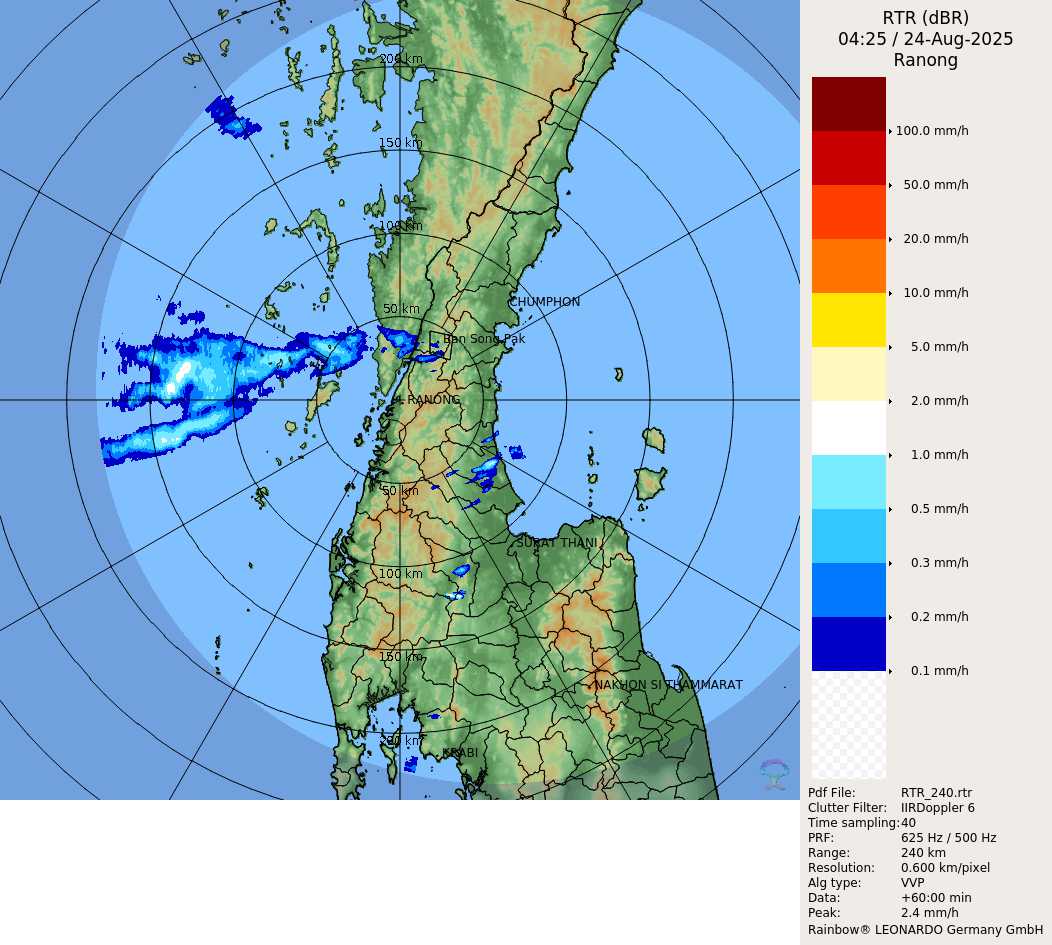 RTR (dBR)
04:25 / 24-Aug-2025
Ranong
200 km
150 km
100 km
50 km
CHUMPHON
Ban Song Pak
RANONG
50 km
SURAT THANI
100 km
150 km
NAKHON SI THAMMARAT
200 km
KRABI
100.0 mm/h
50.0 mm/h
20.0 mm/h
10.0 mm/h
5.0 mm/h
2.0 mm/h
1.0 mm/h
0.5 mm/h
0.3 mm/h
0.2 mm/h
0.1 mm/h
Pdf File: RTR_240.rtr
Clutter Filter: IIRDoppler 6
Time sampling:40
PRF: 625 Hz / 500 Hz
Range: 240 km
Resolution: 0.600 km/pixel
Alg type: VVP
Data: +60:00 min
Peak: 2.4 mm/h
Rainbow® LEONARDO Germany GmbH